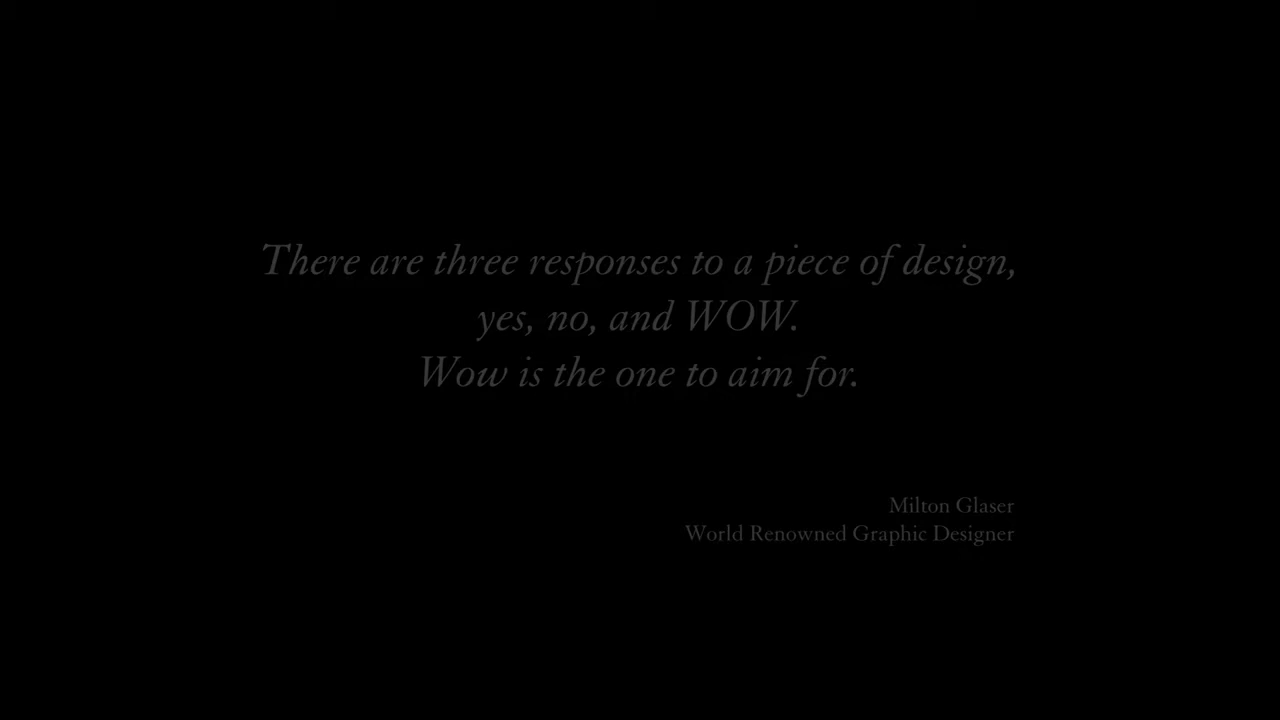 There are three responses to a piece of design,
yes, no, and WOW.
Wow is the one to aim for.
Milton Glaser
World Renowned Graphic Designer